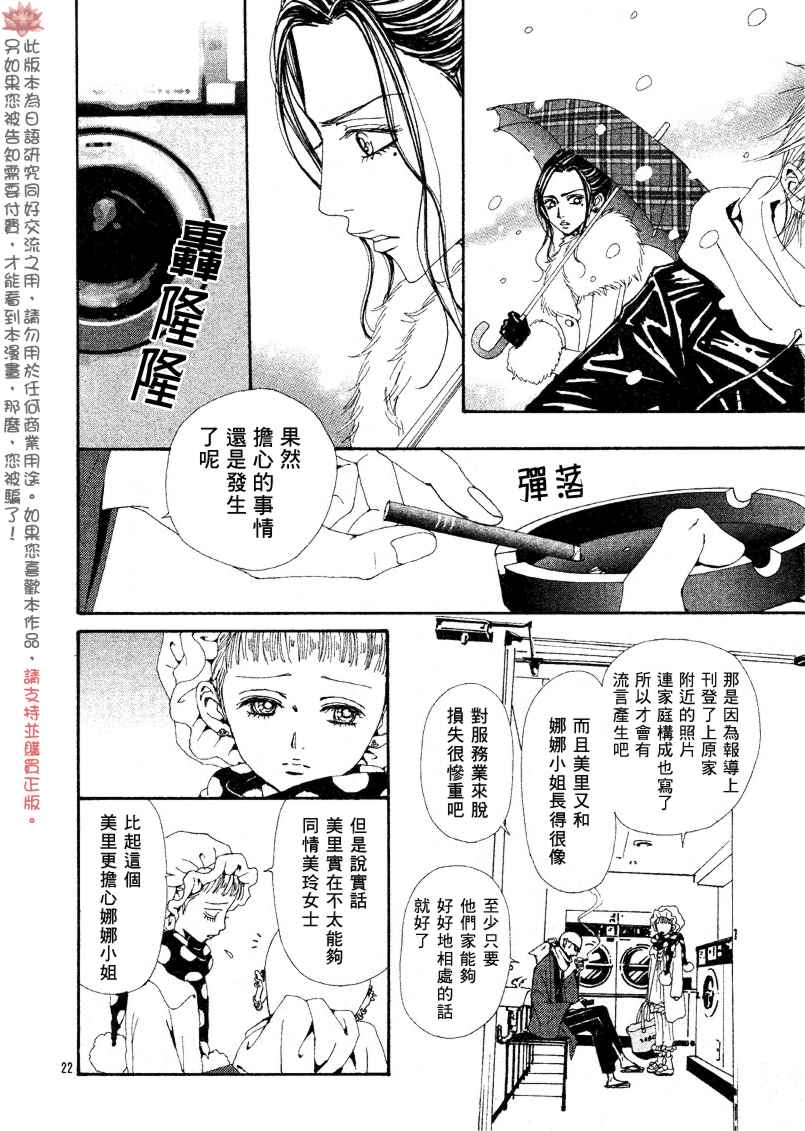 此版本為日語研究同好交流之用，請勿用於任何商業用途。如果您喜歡本作品，請支持並購買正版。
另如果您被告知需要付費，才能看到本漫畫，那麼，您被騙了！
轟隆隆
果然
擔心的事情
還是發生
了呢
彈落
那是因為報導上
刊登了上原家
附近的照片
連家庭構成也寫了
所以才會有
流言產生吧
而且美里又和
娜娜小姐長得很像
對服務業來說
損失很慘重吧
至少只要
他們家能夠
好好地相處的話
就好了
但是說實話
美里實在不太能夠
同情美玲女士
比起這個
美里更擔心娜娜小姐
22